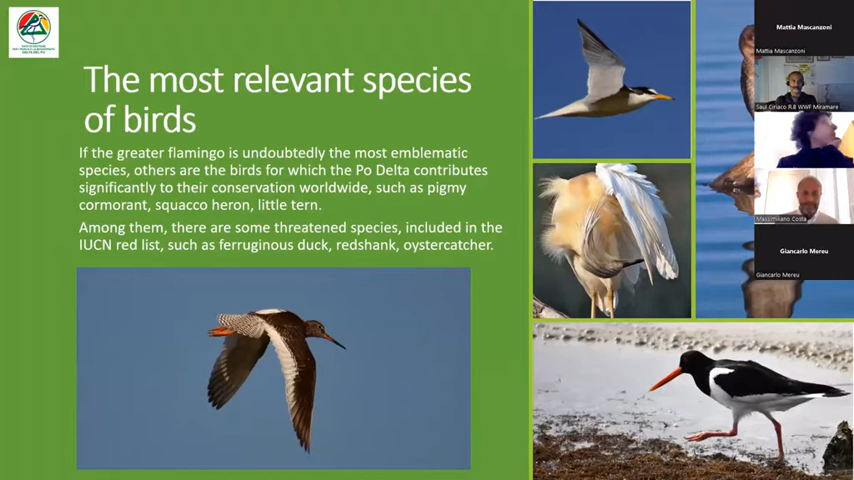 The most relevant species
of birds
If the greater flamingo is undoubtedly the most emblematic
species, others are the birds for which the Po Delta contributes
significantly to their conservation worldwide, such as pigmy
cormorant, squacco heron, little tern.
Among them, there are some threatened species, included in the
IUCN red list, such as ferruginous duck, redshank, oystercatcher.
Mattia Mascanzoni
Mattia Mascanzoni
Saul Ciriaco R.B WWF Miramare
Massimiliano Costa
Giancarlo Mereu
Giancarlo Mereu